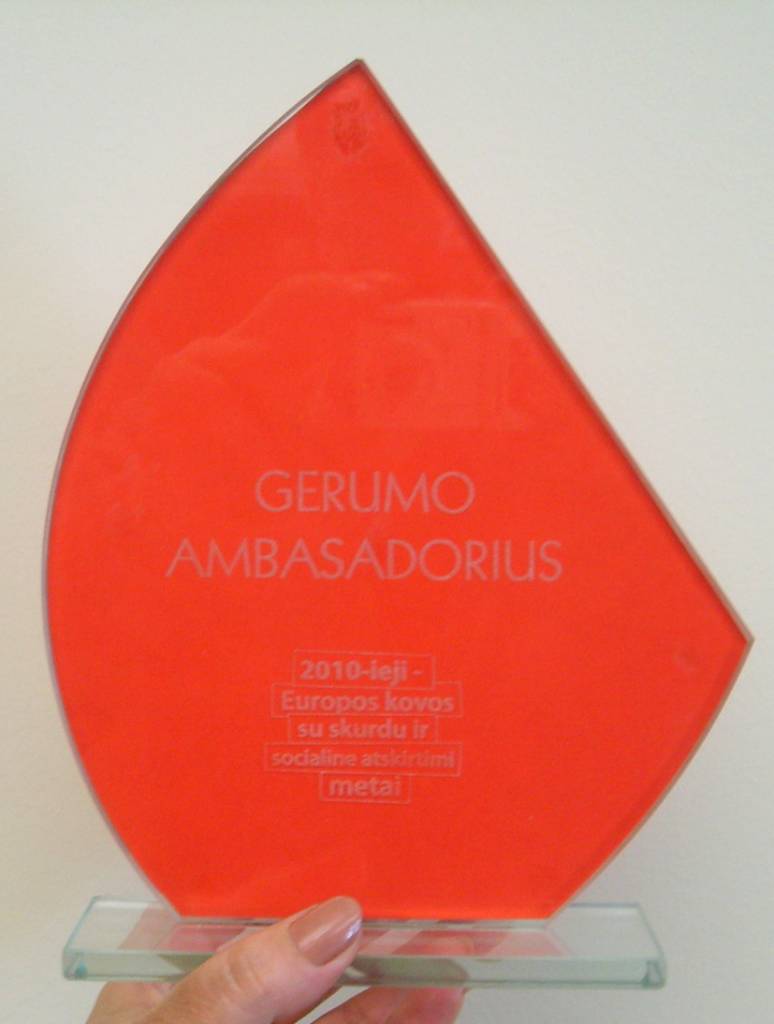 GERUMO
AMBASADORIUS
2010-ieji -
Europos kovos
su skurdu ir
socialine atskirtimi
metai